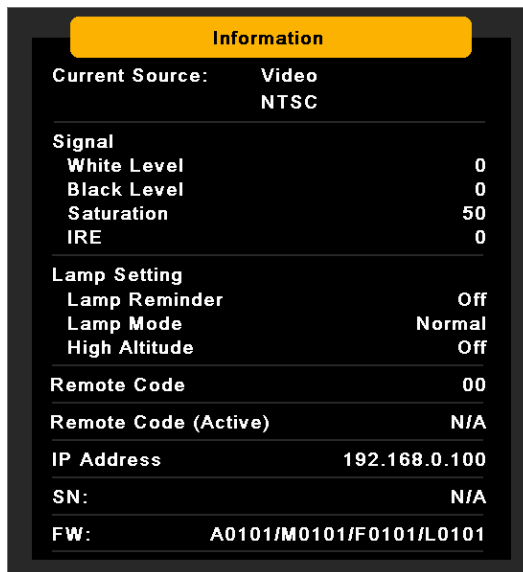 Information
Current Source: Video
NTSC
Signal
White Level 0
Black Level 0
Saturation 50
IRE 0
Lamp Setting
Lamp Reminder Off
Lamp Mode Normal
High Altitude Off
Remote Code 00
Remote Code (Active) N/A
IP Address 192.168.0.100
SN: N/A
FW: A0101/M0101/F0101/L0101